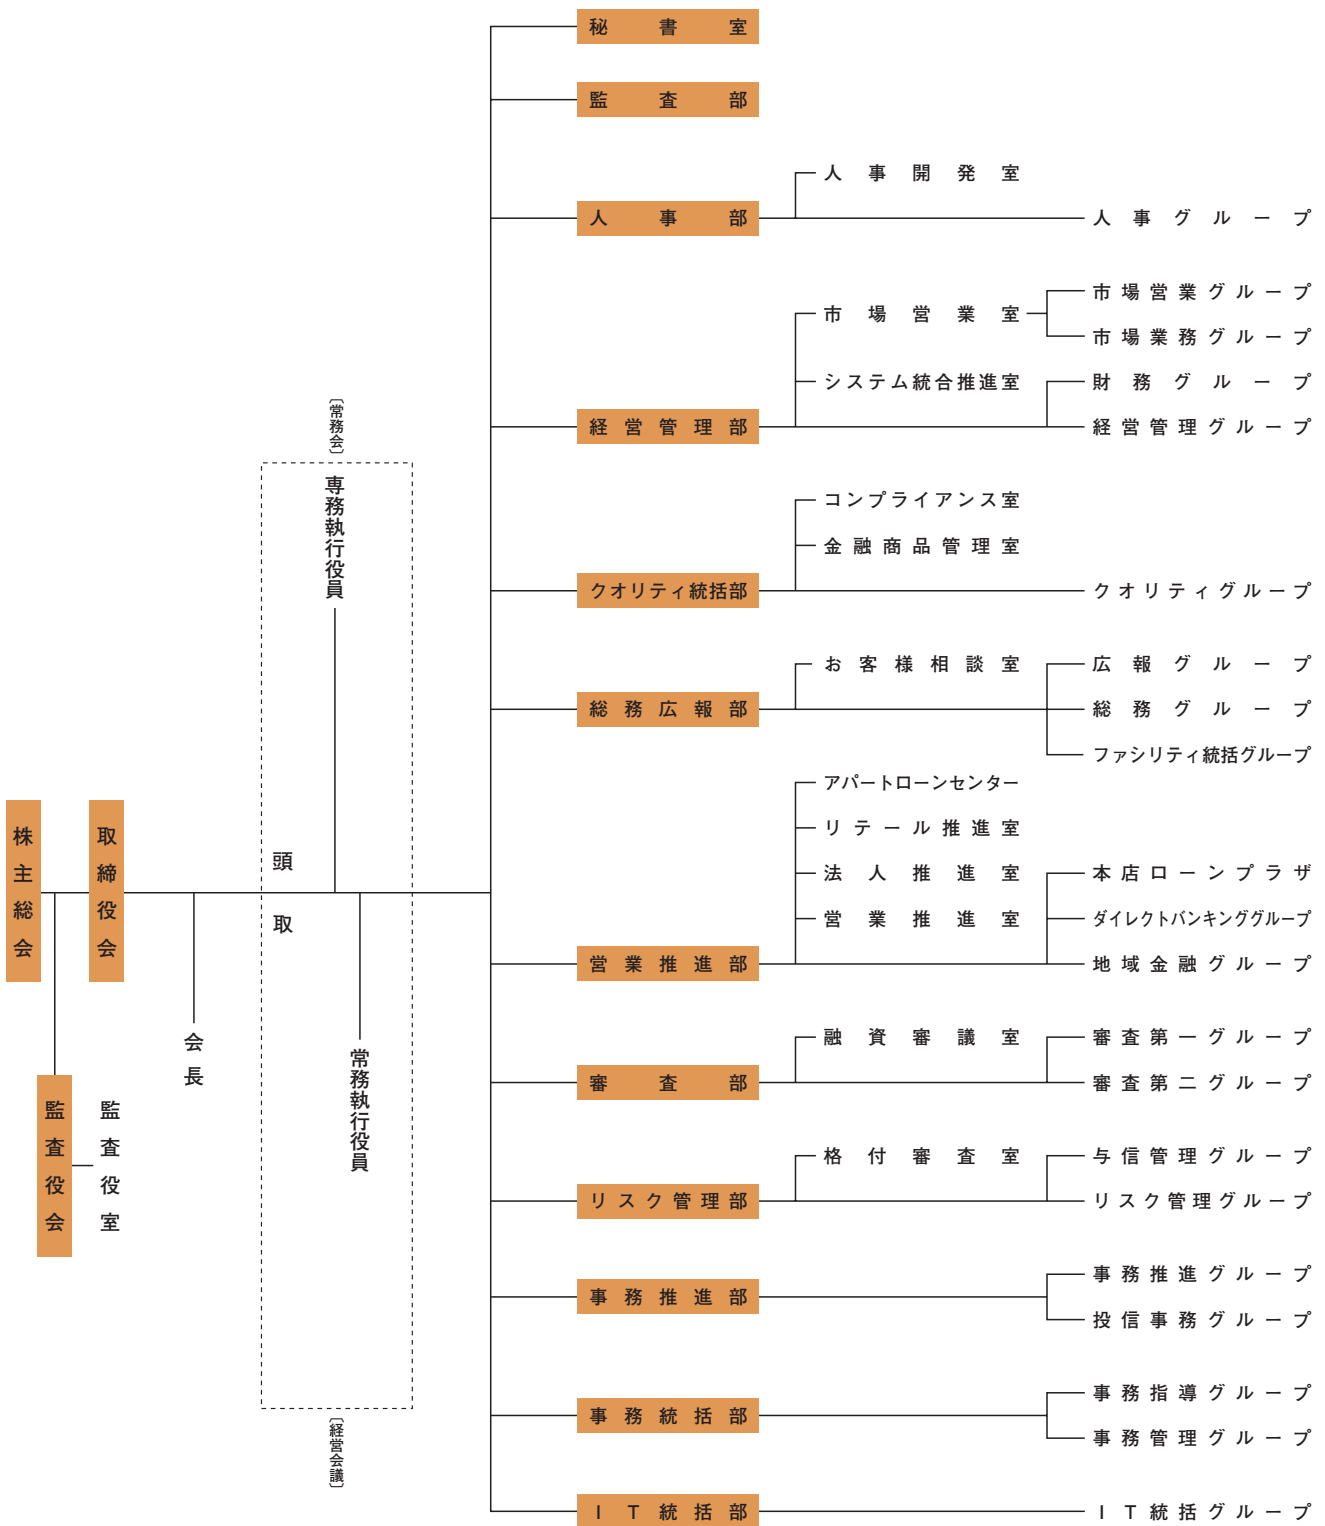 株主総会
取締役会
監査役会
監査役室
会長
頭取
〔常務会〕
専務執行役員
常務執行役員
〔経営会議〕
秘書室
監査部
人事部
人事開発室
人事グループ
経営管理部
市場営業室
市場営業グループ
市場業務グループ
システム統合推進室
財務グループ
経営管理グループ
クオリティ統括部
コンプライアンス室
金融商品管理室
クオリティグループ
総務広報部
お客様相談室
広報グループ
総務グループ
ファシリティ統括グループ
営業推進部
アパートローンセンター
リテール推進室
法人推進室
営業推進室
本店ローンプラザ
ダイレクトバンキンググループ
地域金融グループ
審査部
融資審議室
審査第一グループ
審査第二グループ
リスク管理部
格付審査室
与信管理グループ
リスク管理グループ
事務推進部
事務推進グループ
投信事務グループ
事務統括部
事務指導グループ
事務管理グループ
IT統括部
IT統括グループ